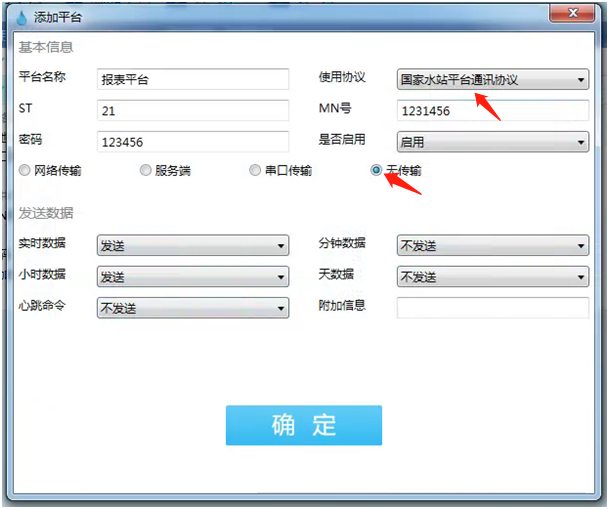 添加平台
基本信息
平台名称 报表平台 使用协议 国家水站平台通讯协议
ST 21 MN号 1231456
密码 123456 是否启用 启用
网络传输 服务端 串口传输 无传输
发送数据
实时数据 发送 分钟数据 不发送
小时数据 发送 天数据 不发送
心跳命令 不发送 附加信息
确 定